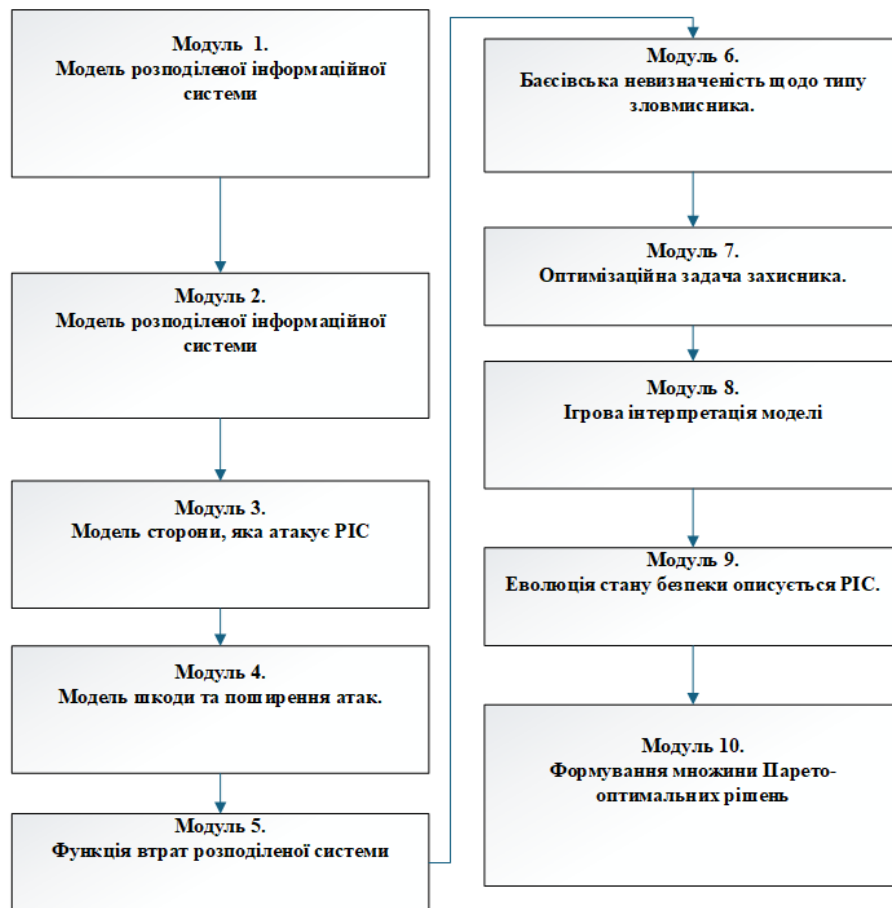 Модуль 1.
Модель розподіленої інформаційної
системи
Модуль 2.
Модель розподіленої інформаційної
системи
Модуль 3.
Модель сторони, яка атакує РІС
Модуль 4.
Модель шкоди та поширення атак.
Модуль 5.
Функція втрат розподіленої системи
Модуль 6.
Баєсівська невизначеність щодо типу
зловмисника.
Модуль 7.
Оптимізаційна задача захисника.
Модуль 8.
Ігрова інтерпретація моделі
Модуль 9.
Еволюція стану безпеки описується РІС.
Модуль 10.
Формування множини Парето-
оптимальних рішень